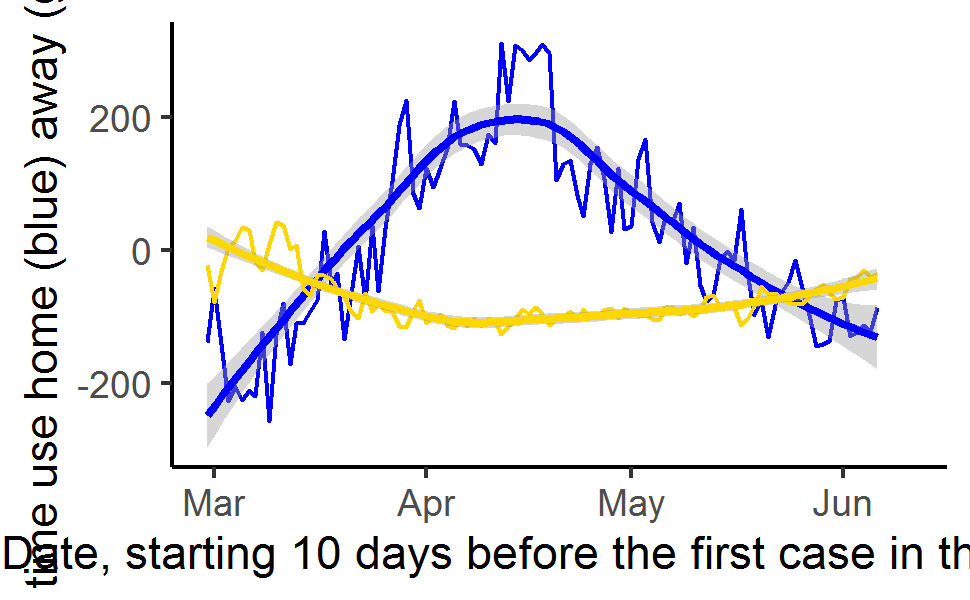 time use home (blue) away (
200
0
-200
Mar Apr May Jun
Date, starting 10 days before the first case in th